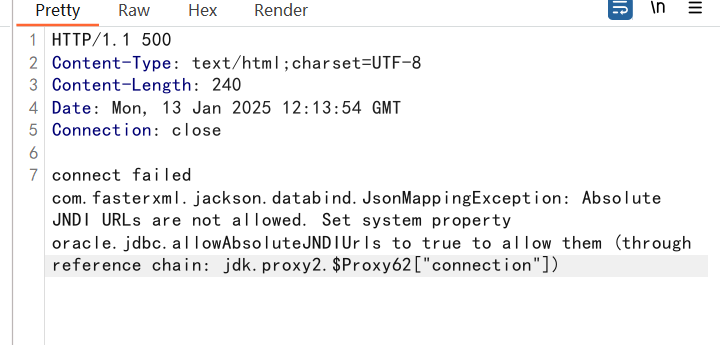 Pretty Raw Hex Render \n
1 HTTP/1.1 500
2 Content-Type: text/html;charset=UTF-8
3 Content-Length: 240
4 Date: Mon, 13 Jan 2025 12:13:54 GMT
5 Connection: close
6
7 connect failed
com.fasterxml.jackson.databind.JsonMappingException: Absolute
JNDI URLs are not allowed. Set system property
oracle.jdbc.allowAbsoluteJNDIUrls to true to allow them (through
reference chain: jdk.proxy2.$Proxy62["connection"])